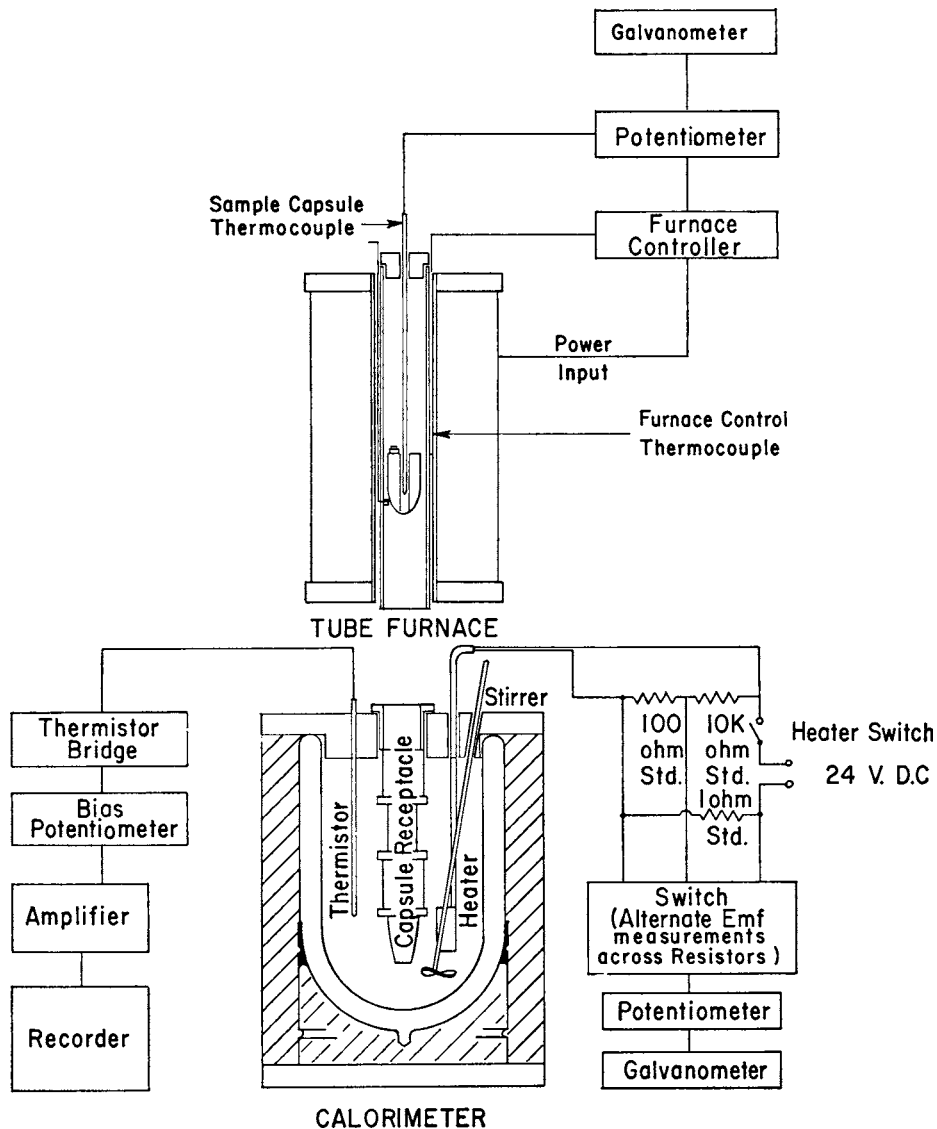 Galvanometer
Potentiometer
Sample Capsule
Thermocouple
Furnace
Controller
Power
Input
Furnace Control
Thermocouple
TUBE FURNACE
Thermistor
Bridge
Bias
Potentiometer
Amplifier
Recorder
Thermistor
Capsule Receptacle
Heater
Stirrer
100
ohm
Std.
10K
ohm
Std.
1ohm
Std.
Heater Switch
24 V. D.C
Switch
(Alternate Emf
measurements
across Resistors)
Potentiometer
Galvanometer
CALORIMETER